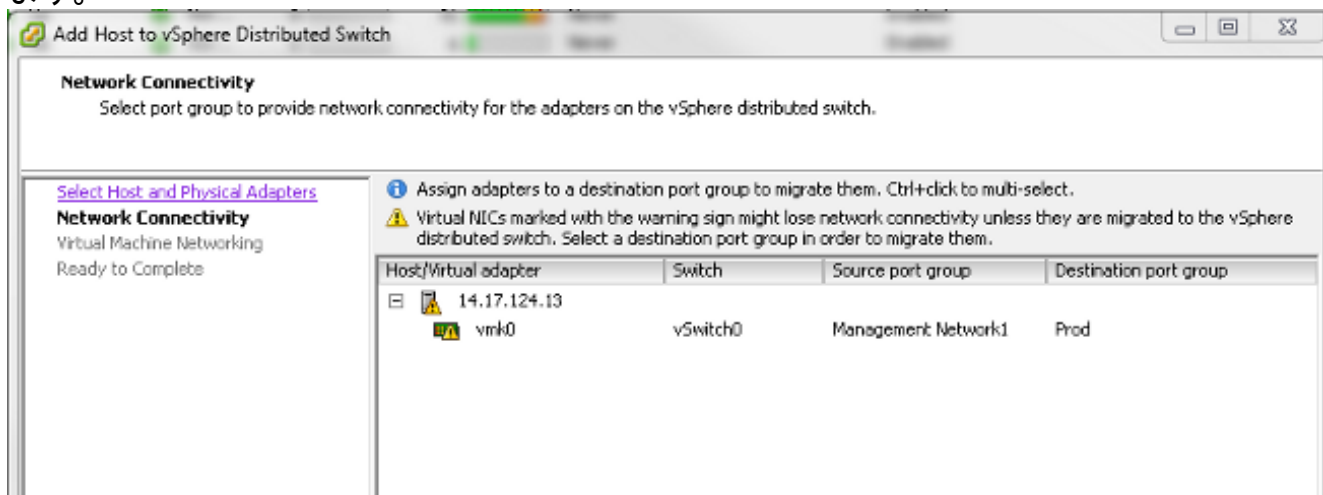 ます。
Add Host to vSphere Distributed Switch
Network Connectivity
Select port group to provide network connectivity for the adapters on the vSphere distributed switch.
Select Host and Physical Adapters
Network Connectivity
Virtual Machine Networking
Ready to Complete
Assign adapters to a destination port group to migrate them. Ctrl+click to multi-select.
Virtual NICs marked with the warning sign might lose network connectivity unless they are migrated to the vSphere
distributed switch. Select a destination port group in order to migrate them.
Host/Virtual adapter Switch Source port group Destination port group
14.17.124.13
vmk0 vSwitch0 Management Network1 Prod